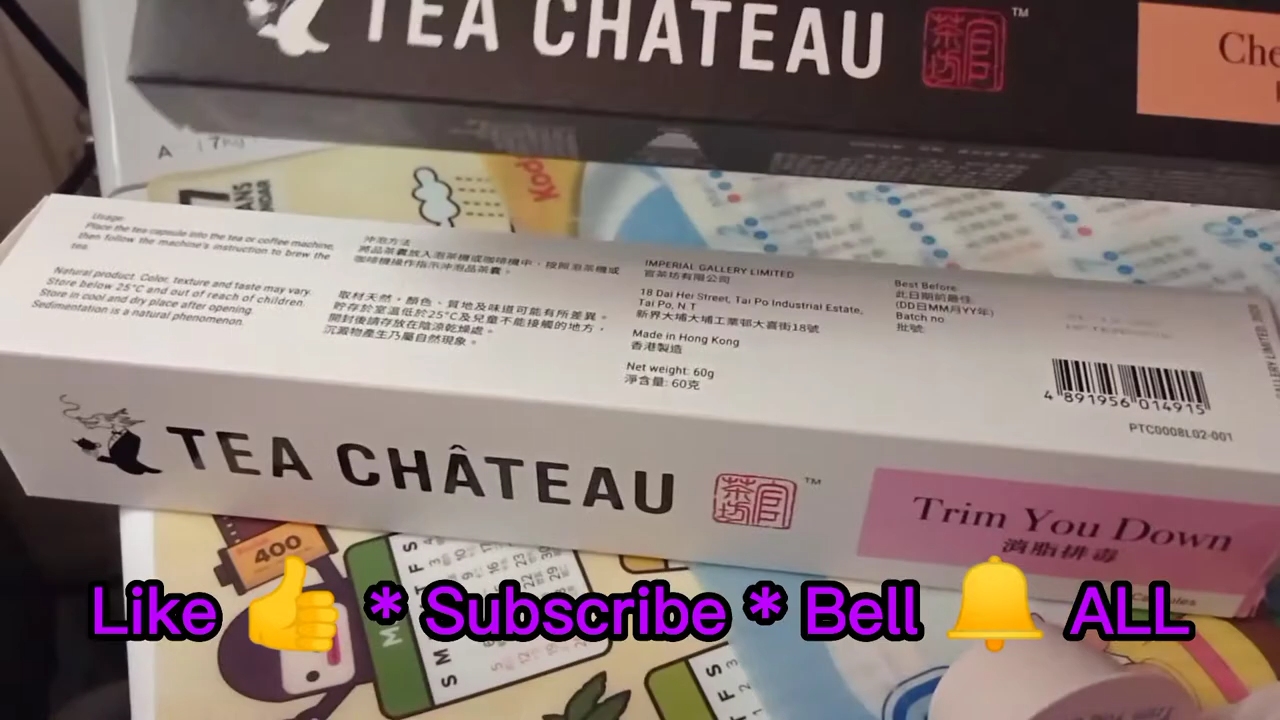 TEA CHÂTEAU
茶官坊
TM
Che
A
Kod
Usage:
Place the tea capsule into the tea or coffee machine,
then follow the machine's instruction to brew the
tea.
Natural product. Color, texture and taste may vary.
Store below 25°C and out of reach of children.
Store in cool and dry place after opening.
Sedimentation is a natural phenomenon.
沖泡方法
將品茶囊放入泡茶機或咖啡機中，按照泡茶機或
咖啡機操作指示沖泡品茶囊。
取材天然，顏色、質地及味道可能有所差異。
貯存於室溫低於25°C及兒童不能接觸的地方，
開封後請存放在陰涼乾燥處。
沉澱物產生乃屬自然現象。
IMPERIAL GALLERY LIMITED
官茶坊有限公司
18 Dai Hei Street, Tai Po Industrial Estate,
Tai Po, N.T
新界大埔大埔工業邨大喜街18號
Made in Hong Kong
香港製造
Net weight: 60g
淨含量: 60克
Best Before
此日期前最佳
(DD日MM月YY年)
Batch no
批號:
4 891956 014915
PTC0008L02-001
TEA CHÂTEAU
茶官坊
TM
Trim You Down
消脂排毒
400
Like 👍 * Subscribe * Bell 🔔 ALL